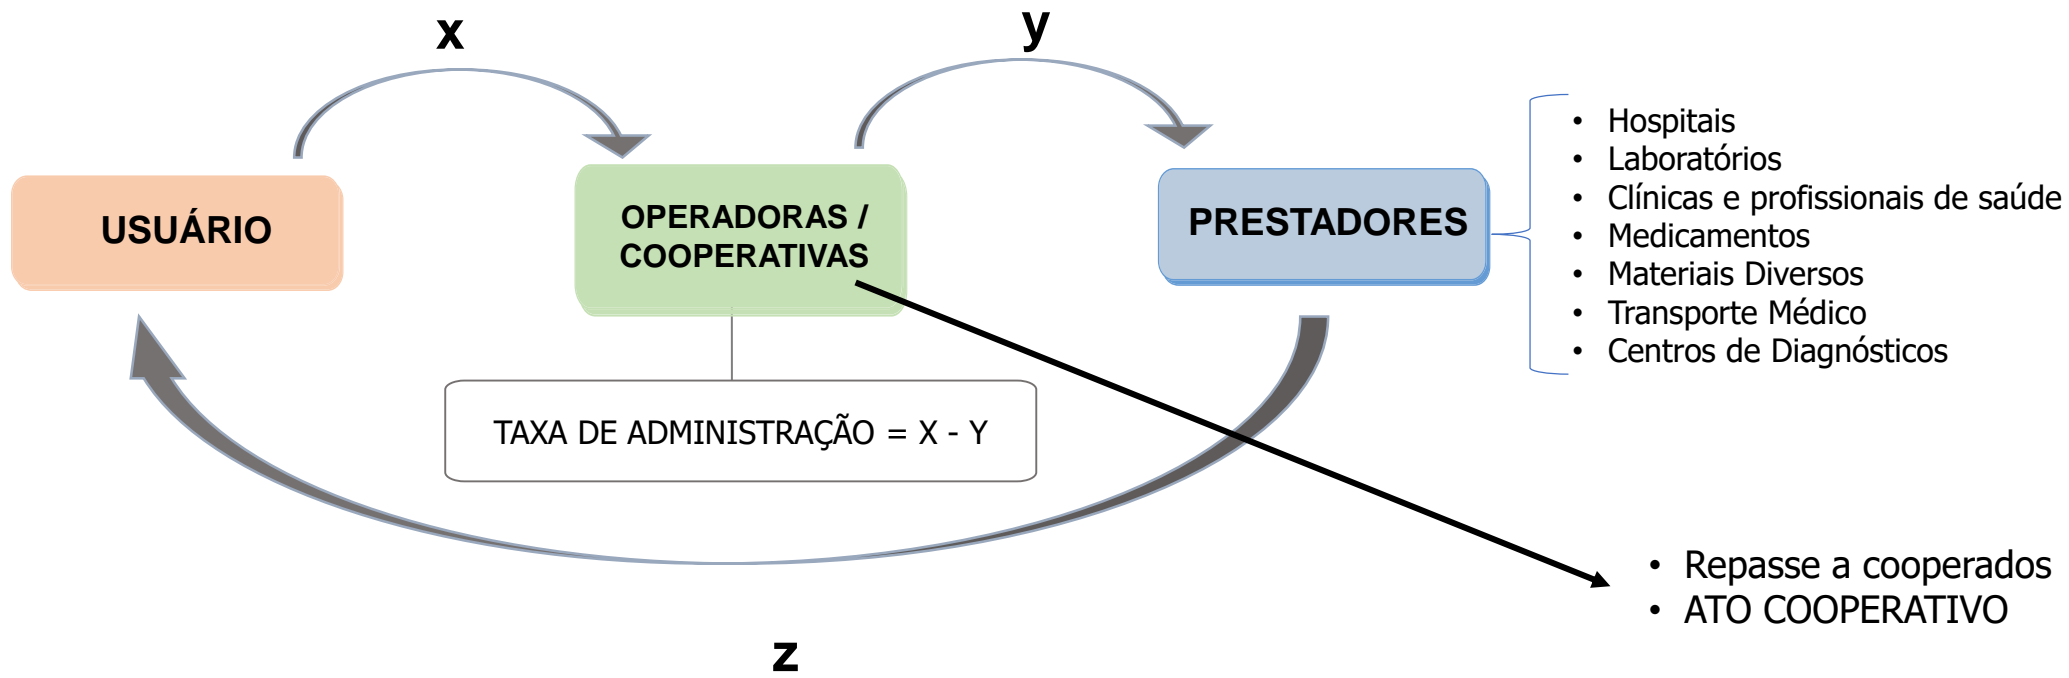 x
y
USUÁRIO
OPERADORAS /
COOPERATIVAS
PRESTADORES
• Hospitais
• Laboratórios
• Clínicas e profissionais de saúde
• Medicamentos
• Materiais Diversos
• Transporte Médico
• Centros de Diagnósticos
TAXA DE ADMINISTRAÇÃO = X - Y
• Repasse a cooperados
• ATO COOPERATIVO
z